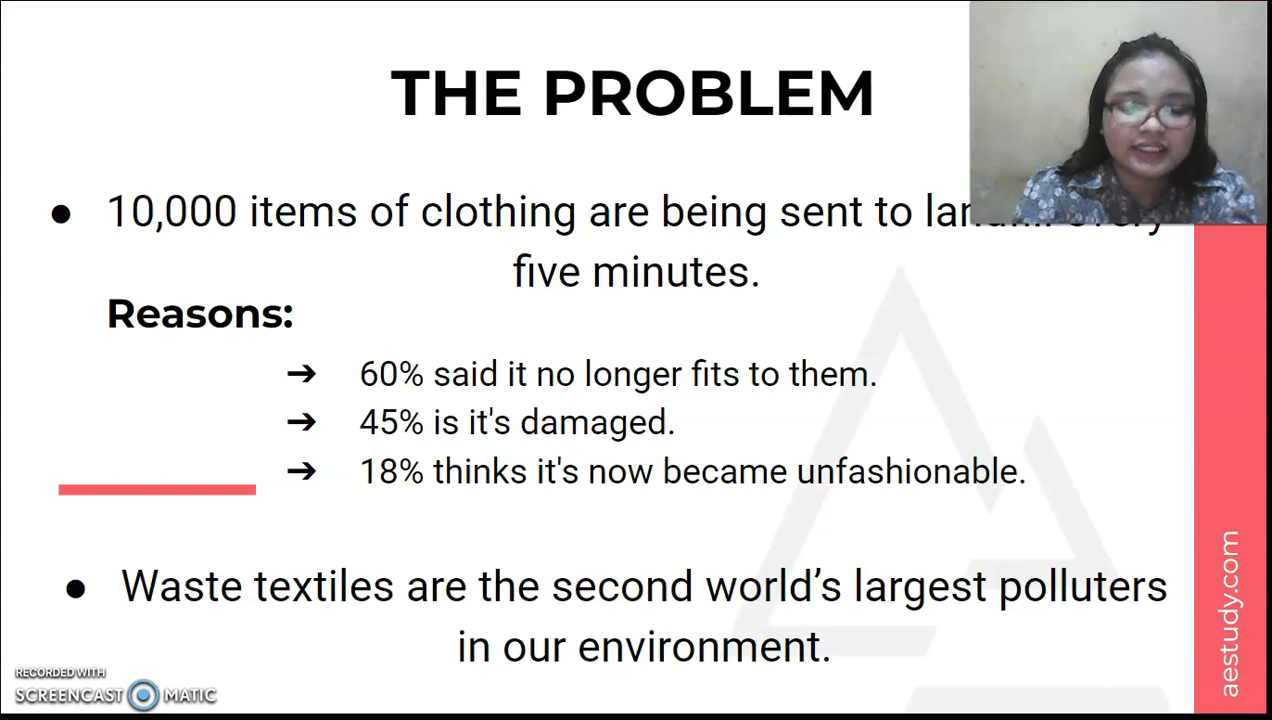 THE PROBLEM
● 10,000 items of clothing are being sent to
five minutes.
Reasons:
➔ 60% said it no longer fits to them.
➔ 45% is it's damaged.
➔ 18% thinks it's now became unfashionable.
● Waste textiles are the second world’s largest polluters
in our environment.
aestudy.com
RECORDED WITH
SCREENCAST MATIC